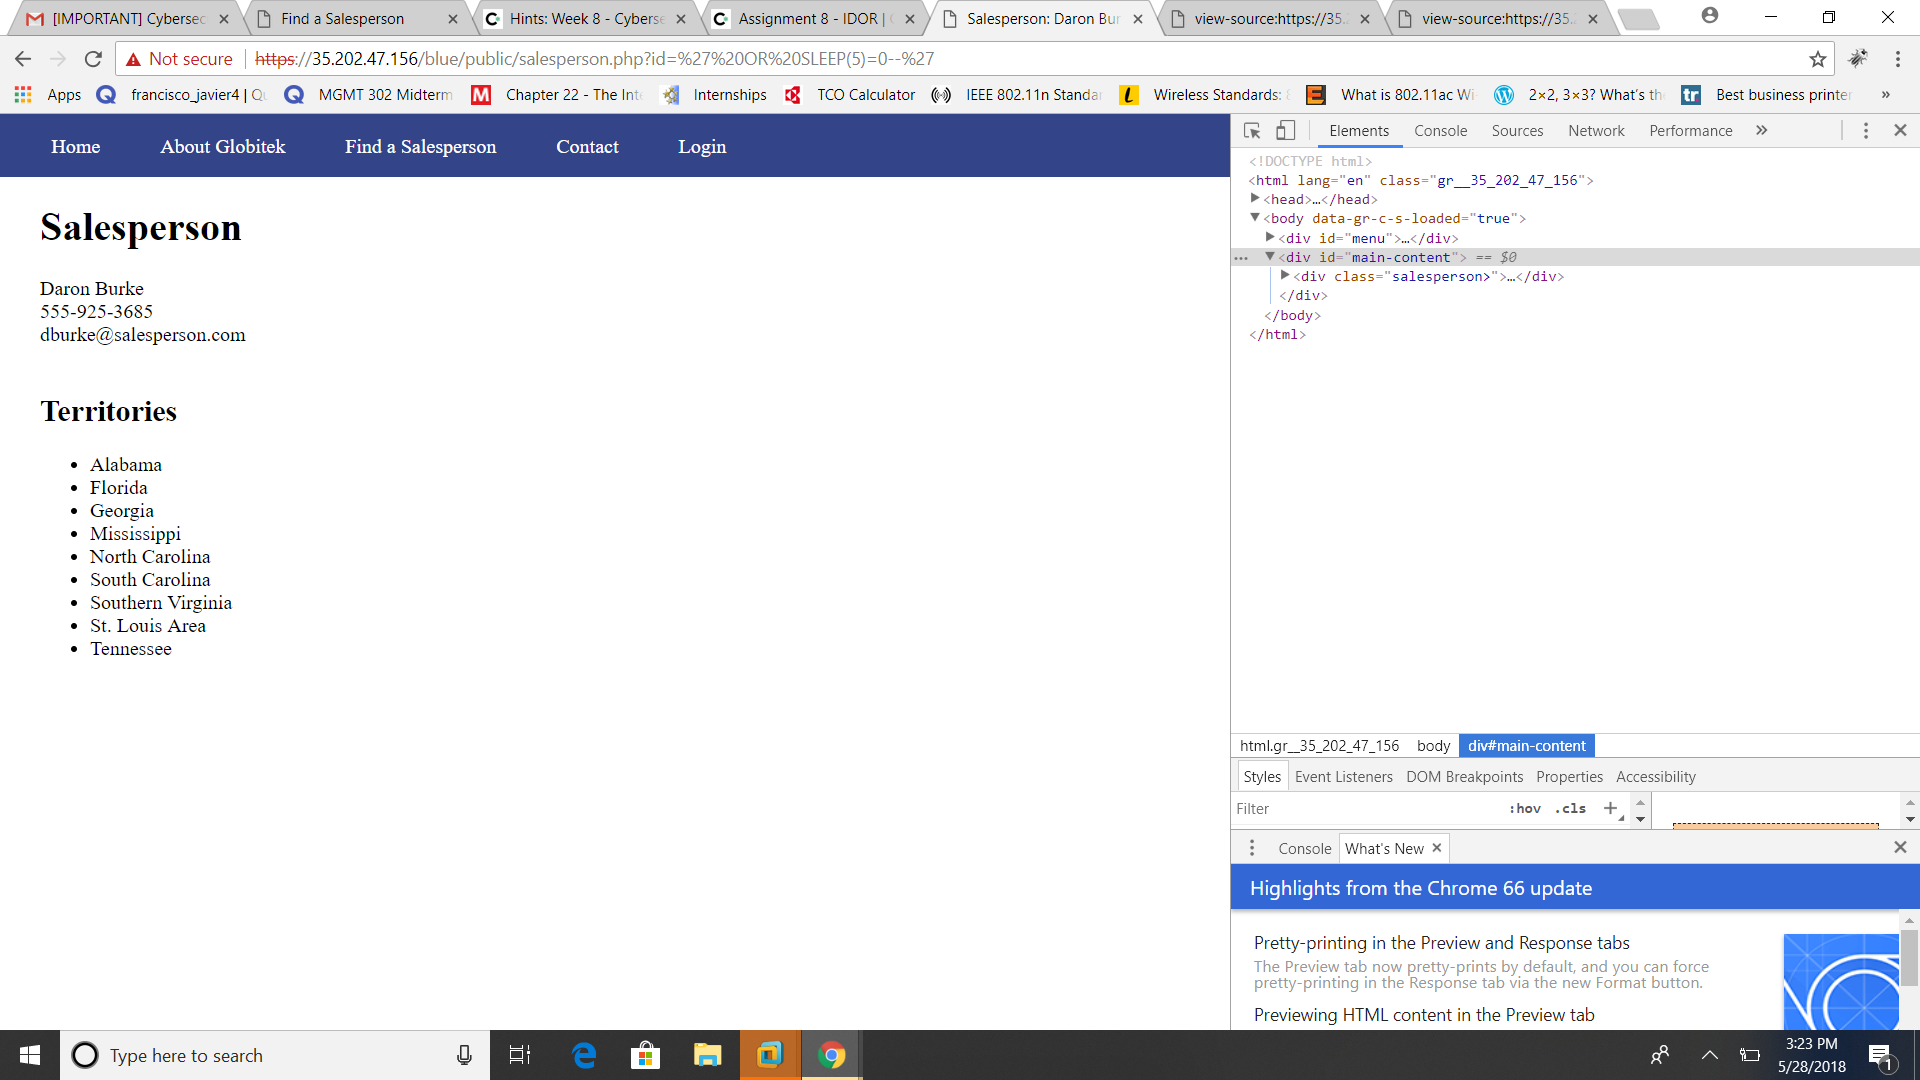 [IMPORTANT] Cybersec
Find a Salesperson
Hints: Week 8 - Cyberse
Assignment 8 - IDOR | 
Salesperson: Daron Bur
view-source:https://35.
view-source:https://35.
Not secure https://35.202.47.156/blue/public/salesperson.php?id=%27%20OR%20SLEEP(5)=0--%27
Apps francisco_javier4 | Qu MGMT 302 Midterm Chapter 22 - The Int Internships TCO Calculator IEEE 802.11n Standar Wireless Standards: What is 802.11ac Wi- 2×2, 3×3? What's the Best business printer »
Home About Globitek Find a Salesperson Contact Login
Salesperson
Daron Burke
555-925-3685
dburke@salesperson.com
Territories
Alabama
Florida
Georgia
Mississippi
North Carolina
South Carolina
Southern Virginia
St. Louis Area
Tennessee
Elements Console Sources Network Performance »
<!DOCTYPE html>
<html lang="en" class="gr__35_202_47_156">
<head>…</head>
<body data-gr-c-s-loaded="true">
<div id="menu">…</div>
<div id="main-content"> == $0
<div class="salesperson>">…</div>
</div>
</body>
</html>
html.gr__35_202_47_156 body div#main-content
Styles Event Listeners DOM Breakpoints Properties Accessibility
Filter :hov .cls +
Console What's New
Highlights from the Chrome 66 update
Pretty-printing in the Preview and Response tabs
The Preview tab now pretty-prints by default, and you can force
pretty-printing in the Response tab via the new Format button.
Previewing HTML content in the Preview tab
Type here to search
3:23 PM
5/28/2018
1